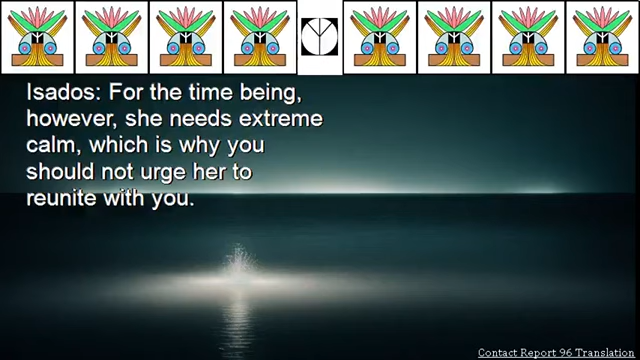 Isados: For the time being,
however, she needs extreme
calm, which is why you
should not urge her to
reunite with you.
Contact Report 96 Translation